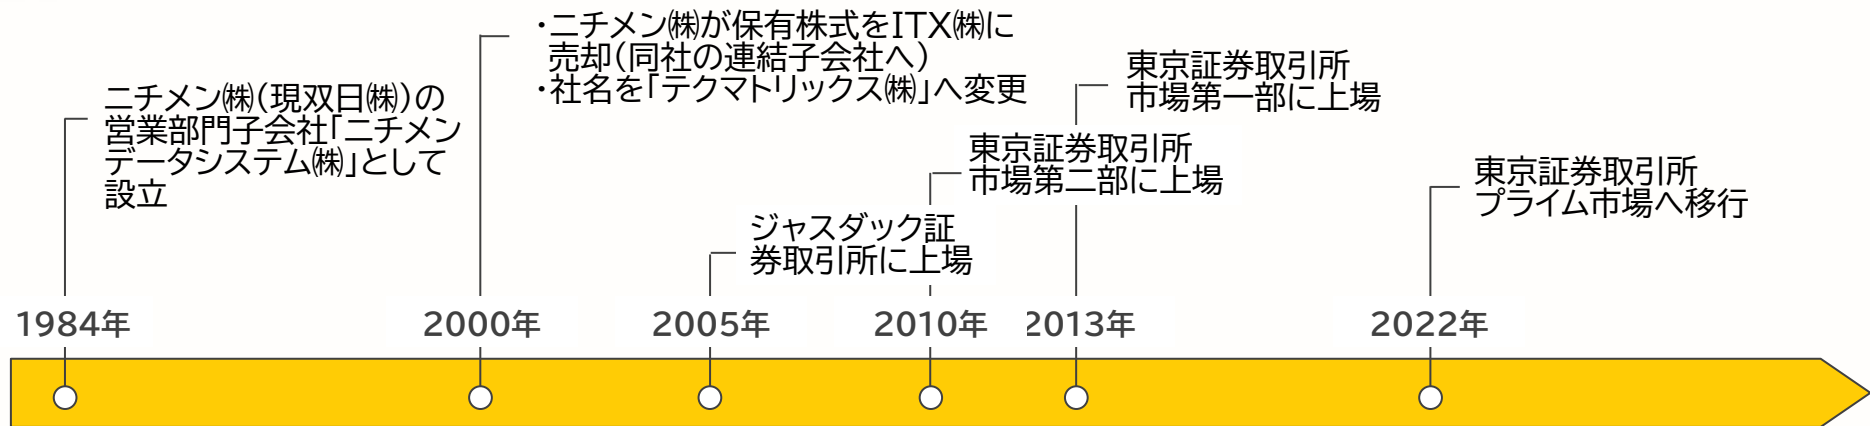 ・ニチメン㈱が保有株式をITX㈱に
売却(同社の連結子会社へ)
・社名を「テクマトリックス㈱」へ変更
ニチメン㈱(現双日㈱)の
営業部門子会社「ニチメン
データシステム㈱」として
設立
東京証券取引所
市場第一部に上場
東京証券取引所
市場第二部に上場
ジャスダック証
券取引所に上場
東京証券取引所
プライム市場へ移行
1984年
2000年
2005年
2010年
2013年
2022年